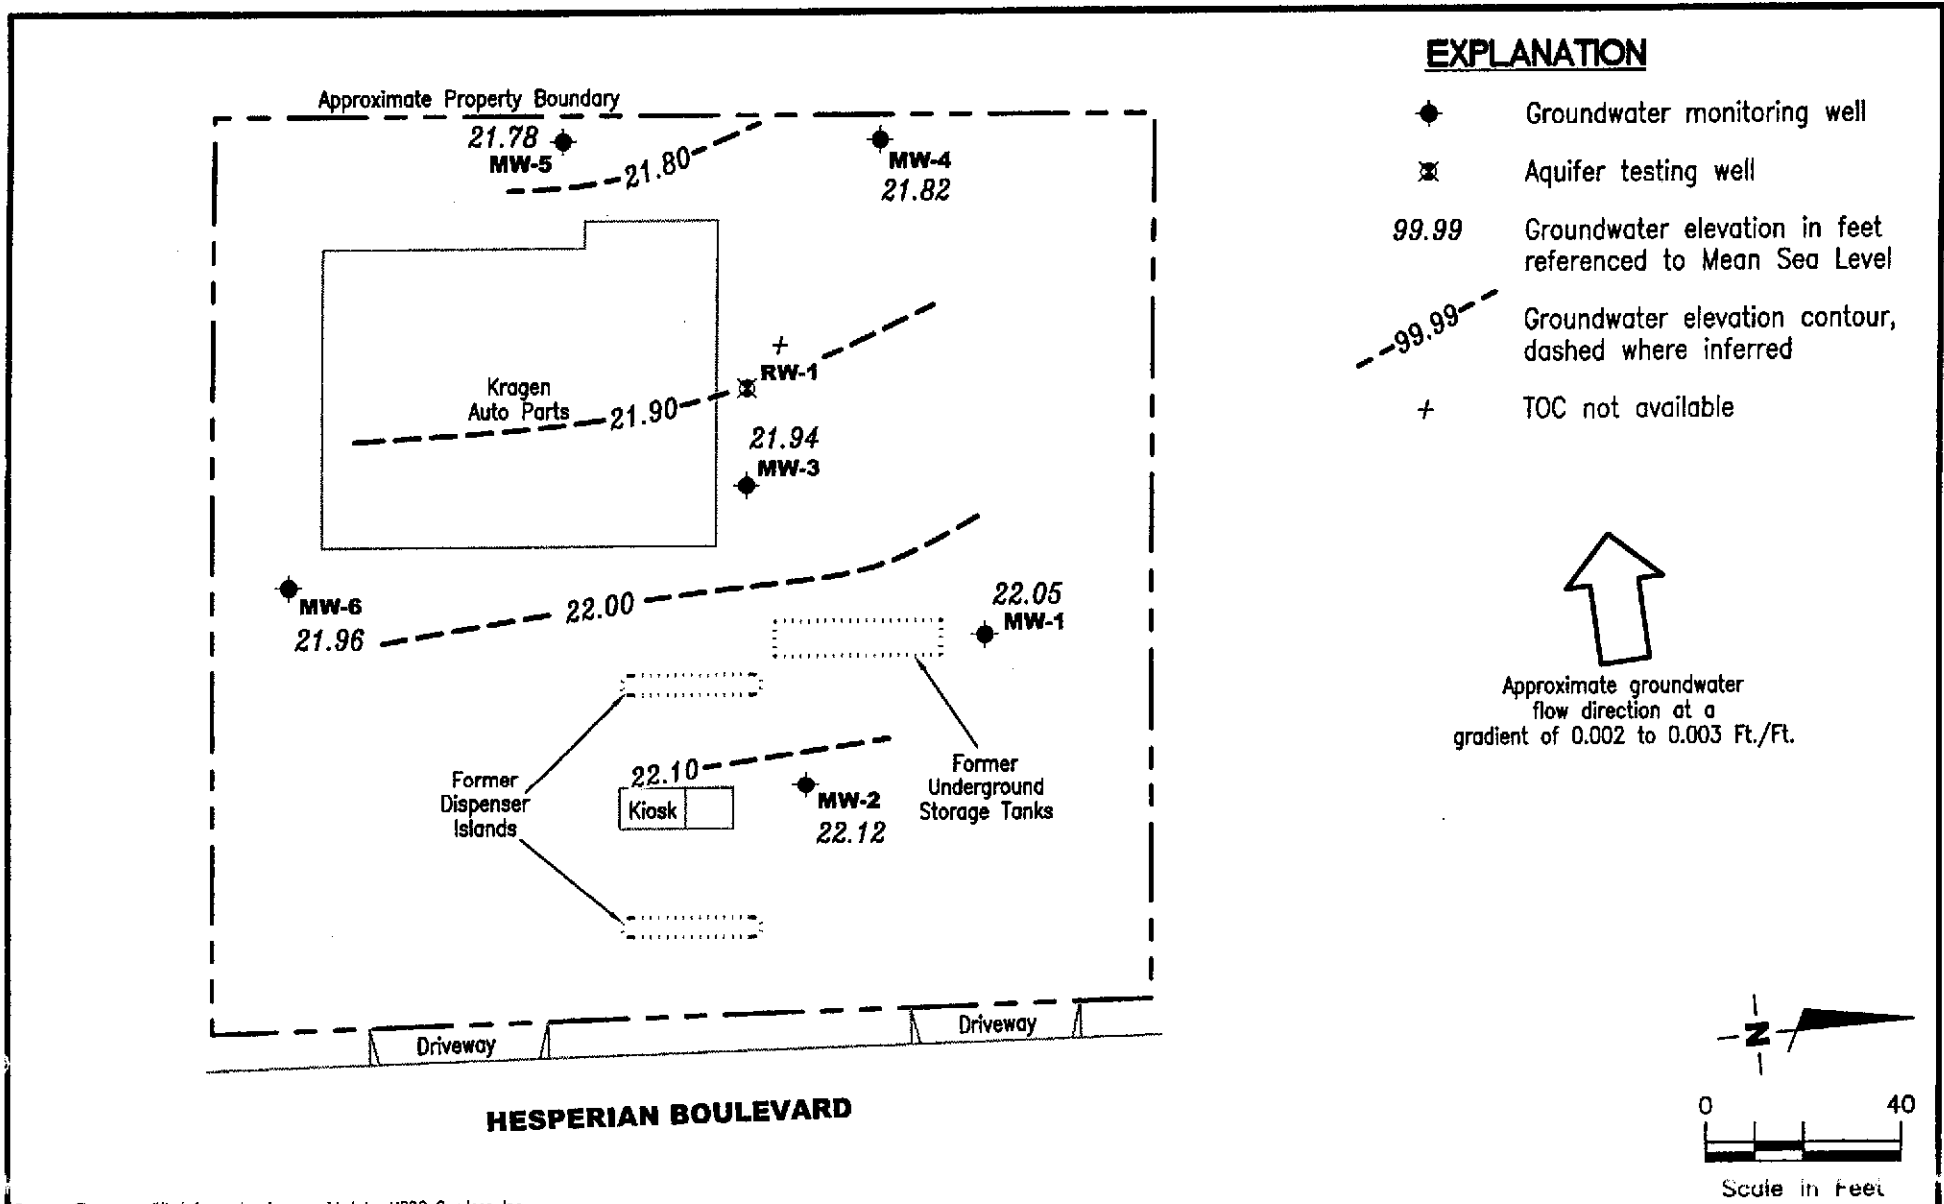 EXPLANATION
Groundwater monitoring well
Aquifer testing well
99.99 Groundwater elevation in feet
referenced to Mean Sea Level
99.99 Groundwater elevation contour,
dashed where inferred
+ TOC not available
Approximate Property Boundary
21.78
MW-5
21.80
MW-4
21.82
+
RW-1
Kragen
Auto Parts
21.90
21.94
MW-3
MW-6
21.96
22.00
22.05
MW-1
22.10
Kiosk
MW-2
22.12
Former
Dispenser
Islands
Former
Underground
Storage Tanks
Driveway
Driveway
HESPERIAN BOULEVARD
Approximate groundwater
flow direction at a
gradient of 0.002 to 0.003 Ft./Ft.
N
0 40
Scale in Feet